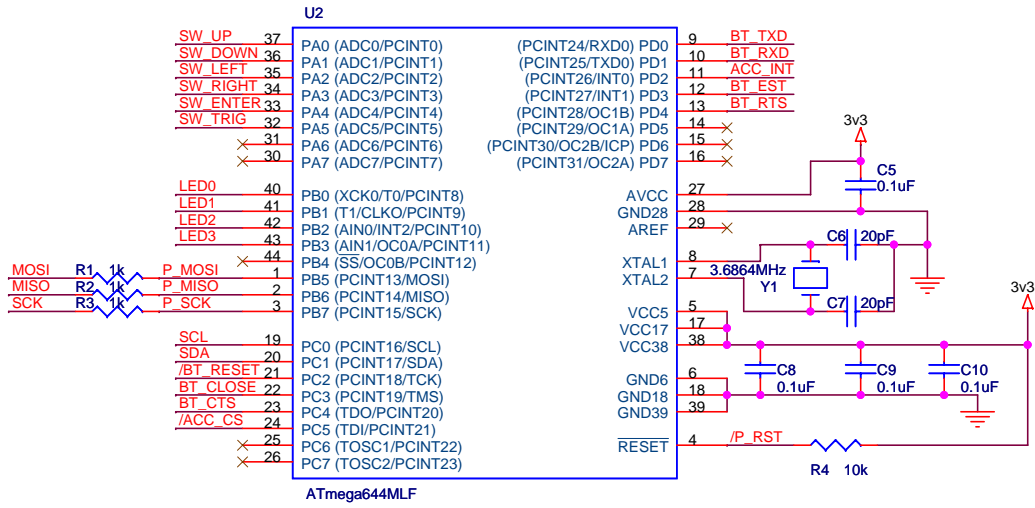 U2
SW_UP 37 PA0 (ADC0/PCINT0) (PCINT24/RXD0) PD0 9 BT_TXD
SW_DOWN 36 PA1 (ADC1/PCINT1) (PCINT25/TXD0) PD1 10 BT_RXD
SW_LEFT 35 PA2 (ADC2/PCINT2) (PCINT26/INT0) PD2 11 ACC_INT
SW_RIGHT 34 PA3 (ADC3/PCINT3) (PCINT27/INT1) PD3 12 BT_EST
SW_ENTER 33 PA4 (ADC4/PCINT4) (PCINT28/OC1B) PD4 13 BT_RTS
SW_TRIG 32 PA5 (ADC5/PCINT5) (PCINT29/OC1A) PD5 14 3v3
31 PA6 (ADC6/PCINT6) (PCINT30/OC2B/ICP) PD6 15
30 PA7 (ADC7/PCINT7) (PCINT31/OC2A) PD7 16
C5
0.1uF
LED0 40 PB0 (XCK0/T0/PCINT8) AVCC 27
LED1 41 PB1 (T1/CLKO/PCINT9) GND28 28
LED2 42 PB2 (AIN0/INT2/PCINT10) AREF 29
LED3 43 PB3 (AIN1/OC0A/PCINT11) C6 20pF
44 PB4 (SS/OC0B/PCINT12) XTAL1 8
MOSI R1 1k P_MOSI 1 PB5 (PCINT13/MOSI) XTAL2 7 3.6864MHz
Y1
MISO R2 1k P_MISO 2 PB6 (PCINT14/MISO)
SCK R3 1k P_SCK 3 PB7 (PCINT15/SCK) VCC5 5 C7 20pF
3v3
VCC17 17
SCL 19 PC0 (PCINT16/SCL) VCC38 38
SDA 20 PC1 (PCINT17/SDA)
/BT_RESET 21 PC2 (PCINT18/TCK) GND6 6 C8 C9 C10
BT_CLOSE 22 PC3 (PCINT19/TMS) GND18 18 0.1uF 0.1uF 0.1uF
BT_CTS 23 PC4 (TDO/PCINT20) GND39 39
/ACC_CS 24 PC5 (TDI/PCINT21)
25 PC6 (TOSC1/PCINT22) RESET 4 /P_RST
26 PC7 (TOSC2/PCINT23) R4 10k
ATmega644MLF